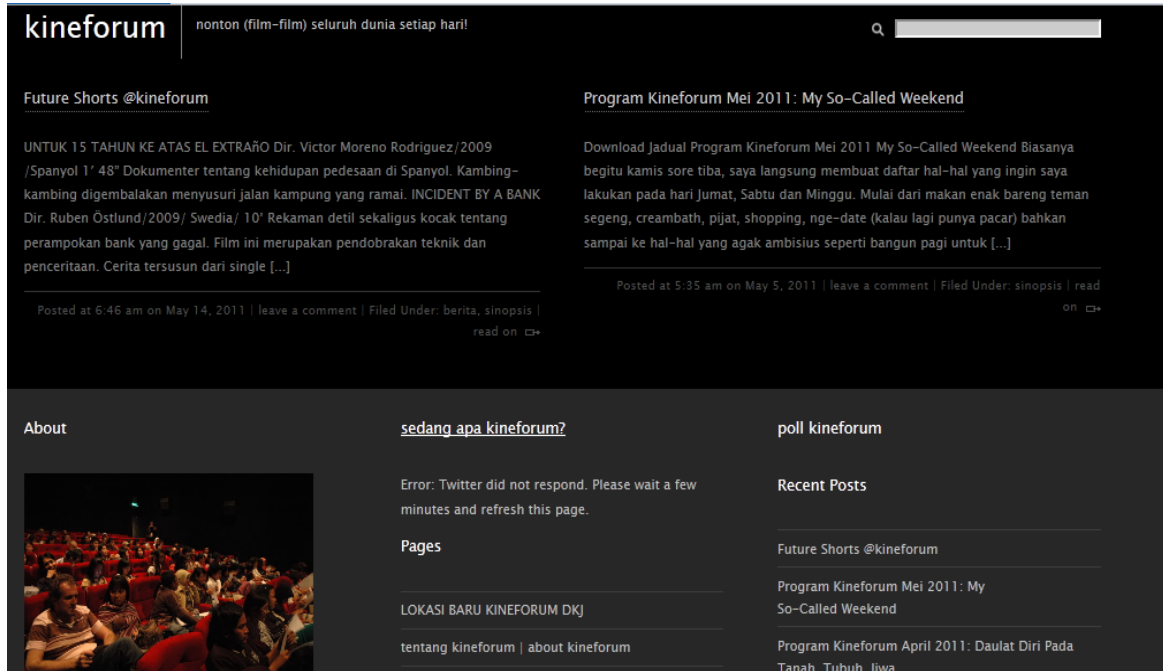 kineforum
nonton (film-film) seluruh dunia setiap hari!
Future Shorts @kineforum
UNTUK 15 TAHUN KE ATAS EL EXTRAñO Dir. Victor Moreno Rodriguez/2009
/Spanyol 1′ 48" Dokumenter tentang kehidupan pedesaan di Spanyol. Kambing-
kambing digembalakan menyusuri jalan kampung yang ramai. INCIDENT BY A BANK
Dir. Ruben Östlund/2009/ Swedia/ 10' Rekaman detil sekaligus kocak tentang
perampokan bank yang gagal. Film ini merupakan pendobrakan teknik dan
penceritaan. Cerita tersusun dari single [...]
Posted at 6:46 am on May 14, 2011 | leave a comment | Filed Under: berita, sinopsis |
read on
Program Kineforum Mei 2011: My So-Called Weekend
Download Jadual Program Kineforum Mei 2011 My So-Called Weekend Biasanya
begitu kamis sore tiba, saya langsung membuat daftar hal-hal yang ingin saya
lakukan pada hari Jumat, Sabtu dan Minggu. Mulai dari makan enak bareng teman
segeng, creambath, pijat, shopping, nge-date (kalau lagi punya pacar) bahkan
sampai ke hal-hal yang agak ambisius seperti bangun pagi untuk [...]
Posted at 5:35 am on May 5, 2011 | leave a comment | Filed Under: sinopsis | read
on
About
sedang apa kineforum?
Error: Twitter did not respond. Please wait a few
minutes and refresh this page.
Pages
LOKASI BARU KINEFORUM DKJ
tentang kineforum | about kineforum
poll kineforum
Recent Posts
Future Shorts @kineforum
Program Kineforum Mei 2011: My
So-Called Weekend
Program Kineforum April 2011: Daulat Diri Pada
Tanah, Tubuh, Jiwa